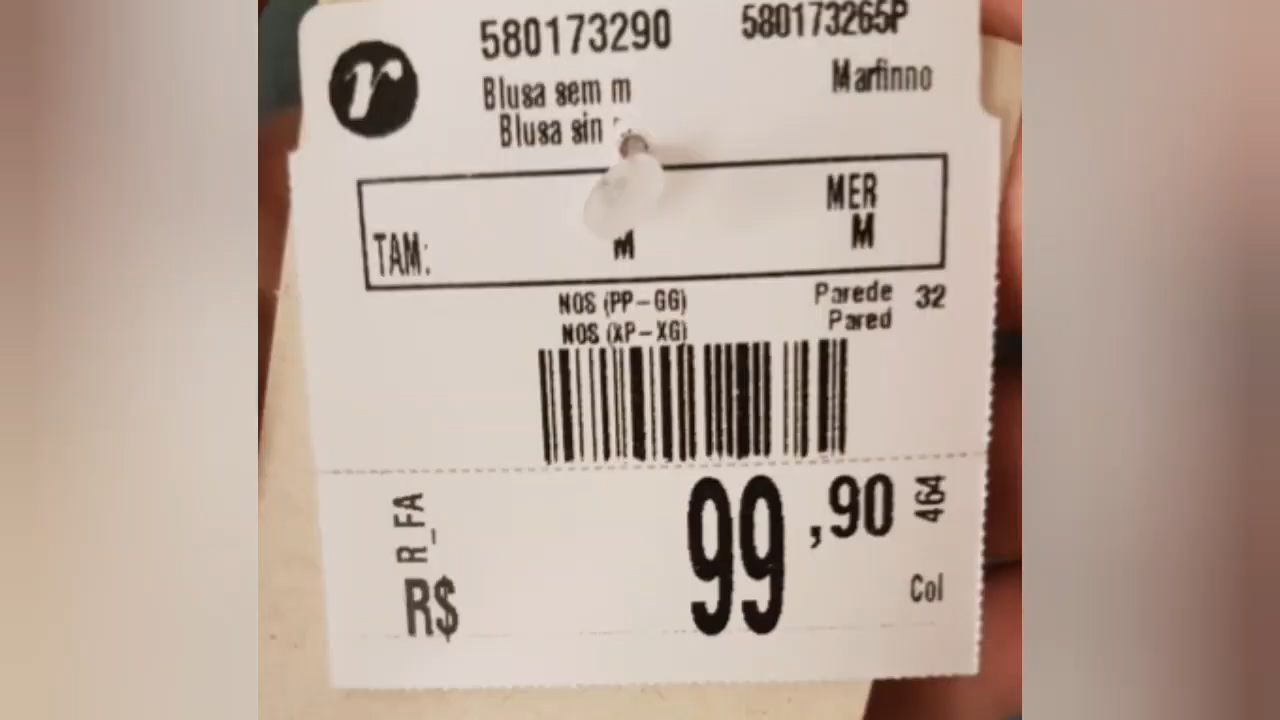 r
580173290 580173265P
Blusa sem m Marfinno
Blusa sin
MER
TAM: M M
NOS (PP-GG) Parede 32
NOS (XP-XG) Pared
R_FA 99,90 464
R$ Col